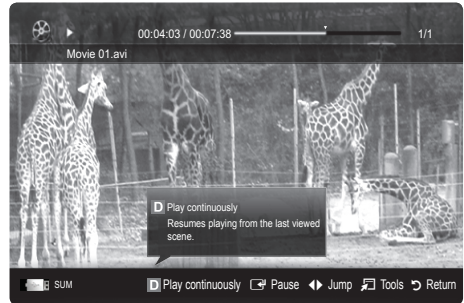 00:04:03 / 00:07:38 1/1
Movie 01.avi
D Play continuously
Resumes playing from the last viewed
scene.
SUM D Play continuously Pause Jump Tools Return